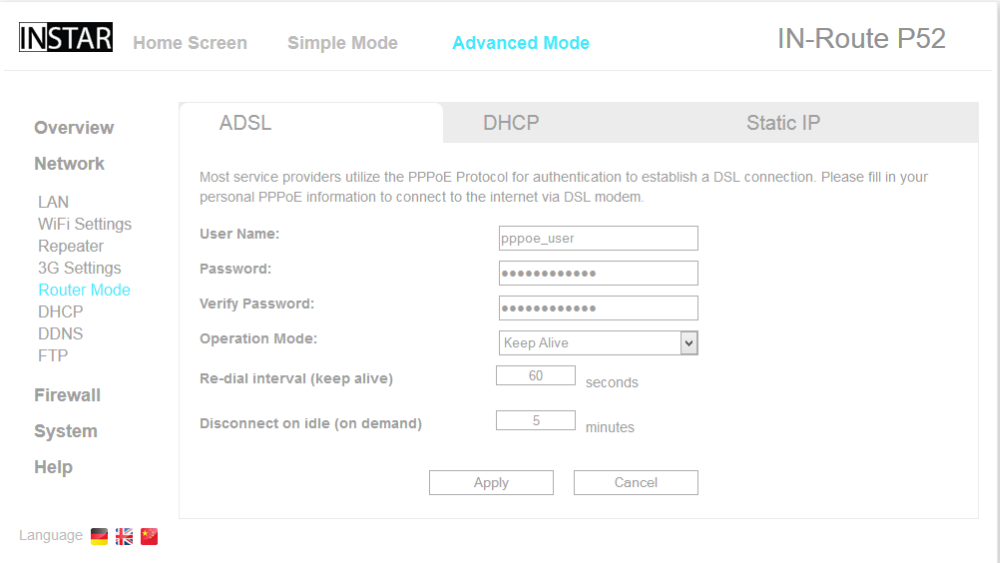 INSTAR Home Screen Simple Mode Advanced Mode IN-Route P52
Overview
Network
LAN
WiFi Settings
Repeater
3G Settings
Router Mode
DHCP
DDNS
FTP
Firewall
System
Help
Language
ADSL DHCP Static IP
Most service providers utilize the PPPoE Protocol for authentication to establish a DSL connection. Please fill in your
personal PPPoE information to connect to the internet via DSL modem.
User Name: pppoe_user
Password: ●●●●●●●●●●●●
Verify Password: ●●●●●●●●●●●●
Operation Mode: Keep Alive
Re-dial interval (keep alive) 60 seconds
Disconnect on idle (on demand) 5 minutes
Apply Cancel